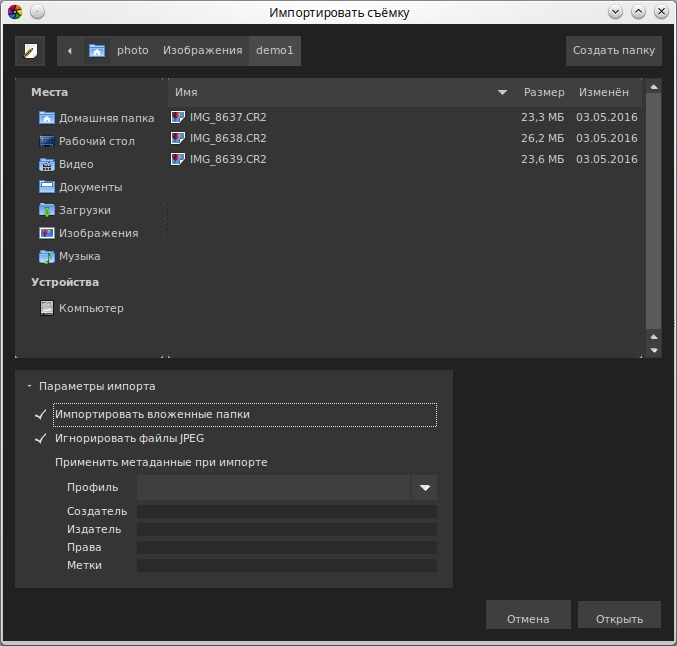 Импортировать съёмку
photo Изображения demo1 Создать папку
Места
Домашняя папка
Рабочий стол
Видео
Документы
Загрузки
Изображения
Музыка
Устройства
Компьютер
Имя Размер Изменён
IMG_8637.CR2 23,3 МБ 03.05.2016
IMG_8638.CR2 26,2 МБ 03.05.2016
IMG_8639.CR2 23,6 МБ 03.05.2016
Параметры импорта
Импортировать вложенные папки
Игнорировать файлы JPEG
Применить метаданные при импорте
Профиль
Создатель
Издатель
Права
Метки
Отмена Открыть